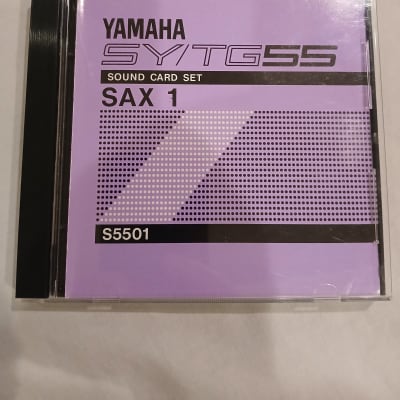 YAMAHA
SY/TG55
SOUND CARD SET
SAX 1
S5501